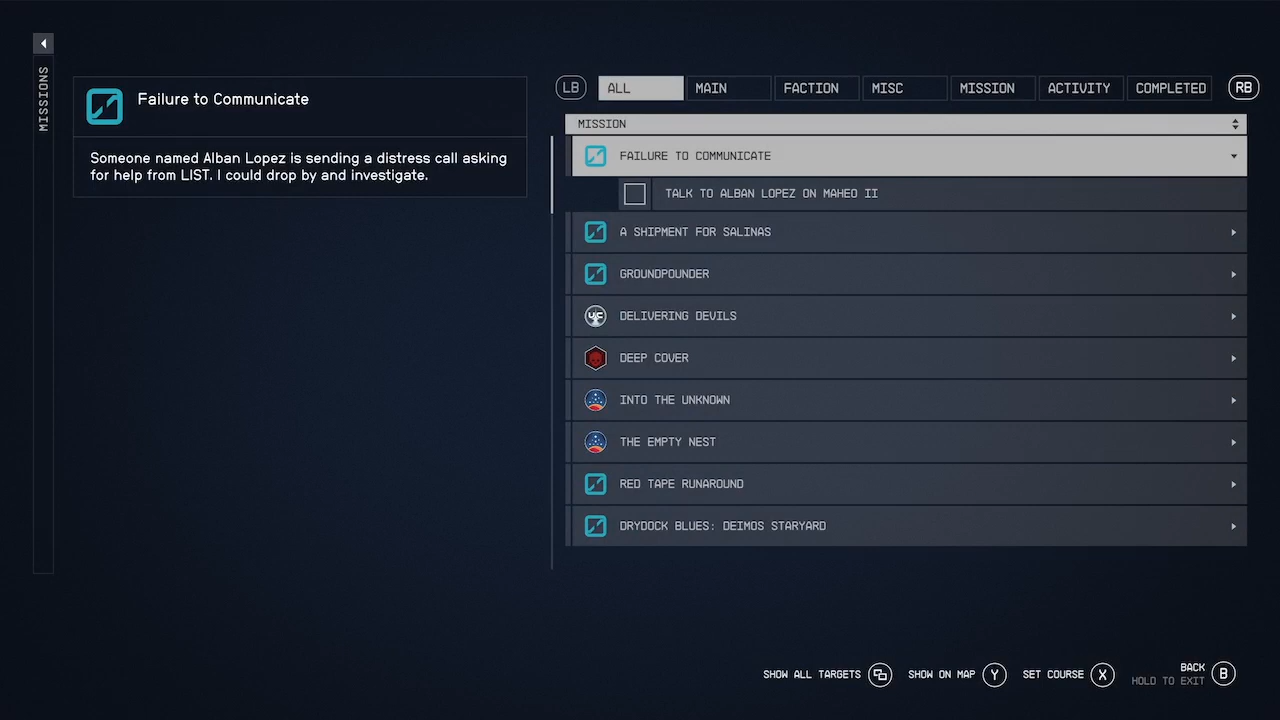 MISSIONS
Failure to Communicate
Someone named Alban Lopez is sending a distress call asking
for help from LIST. I could drop by and investigate.
LB ALL MAIN FACTION MISC MISSION ACTIVITY COMPLETED RB
MISSION
FAILURE TO COMMUNICATE
TALK TO ALBAN LOPEZ ON MAHEO II
A SHIPMENT FOR SALINAS
GROUNDPOUNDER
UC DELIVERING DEVILS
DEEP COVER
INTO THE UNKNOWN
THE EMPTY NEST
RED TAPE RUNAROUND
DRYDOCK BLUES: DEIMOS STARYARD
SHOW ALL TARGETS SHOW ON MAP Y SET COURSE X BACK B
HOLD TO EXIT